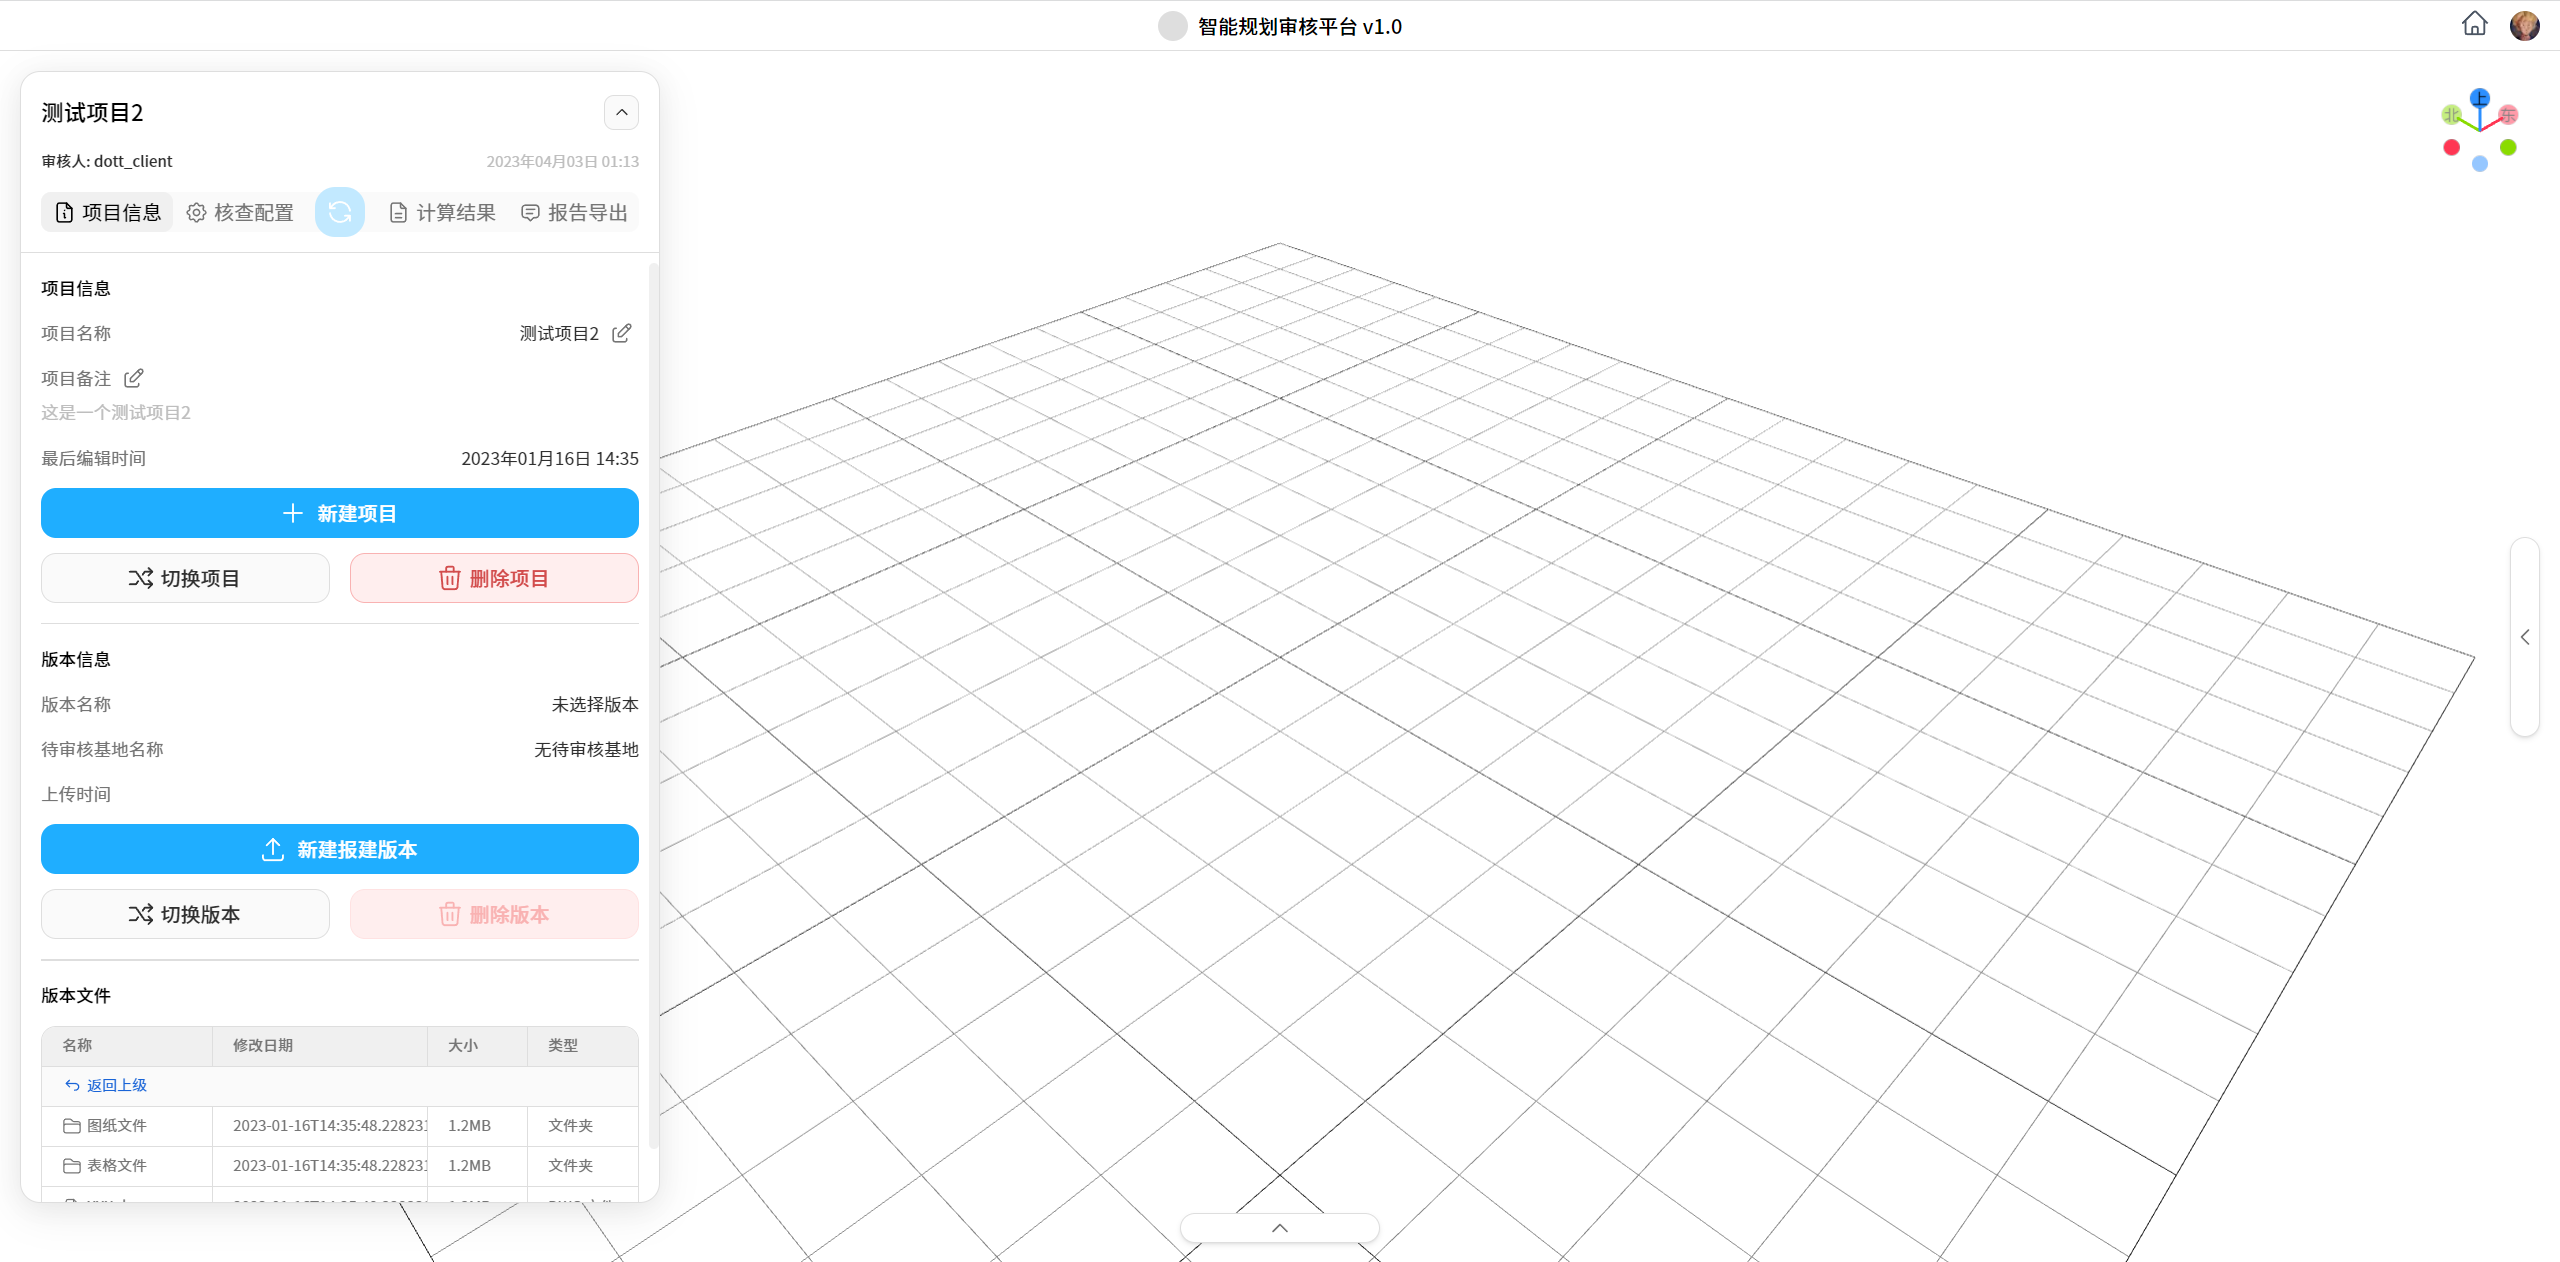 智能规划审核平台 v1.0
上
北
东
测试项目2
审核人: dott_client
2023年04月03日 01:13
项目信息 核查配置 计算结果 报告导出
项目信息
项目名称 测试项目2
项目备注
这是一个测试项目2
最后编辑时间 2023年01月16日 14:35
新建项目
切换项目 删除项目
版本信息
版本名称 未选择版本
待审核基地名称 无待审核基地
上传时间
新建报建版本
切换版本 删除版本
版本文件
名称 修改日期 大小 类型
返回上级
图纸文件 2023-01-16T14:35:48.228231 1.2MB 文件夹
表格文件 2023-01-16T14:35:48.228231 1.2MB 文件夹